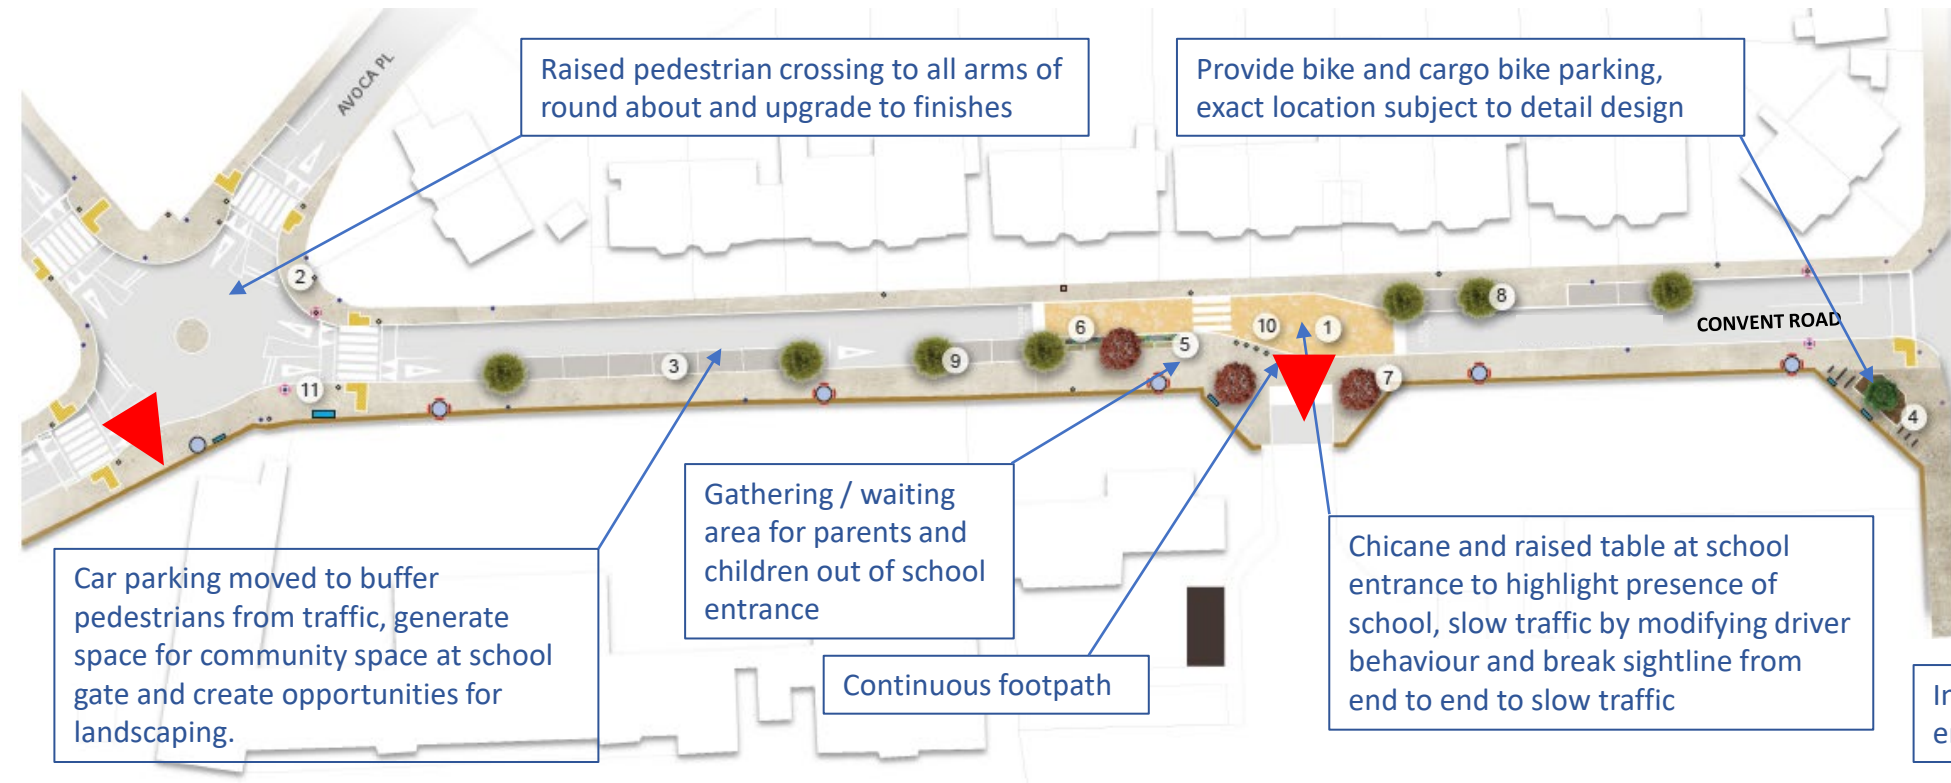 AVOCA PL
Raised pedestrian crossing to all arms of
round about and upgrade to finishes
Provide bike and cargo bike parking,
exact location subject to detail design
2
8
6
10
1
CONVENT ROAD
5
3
9
11
7
4
Gathering / waiting
area for parents and
children out of school
entrance
Car parking moved to buffer
pedestrians from traffic, generate
space for community space at school
gate and create opportunities for
landscaping.
Continuous footpath
Chicane and raised table at school
entrance to highlight presence of
school, slow traffic by modifying driver
behaviour and break sightline from
end to end to slow traffic